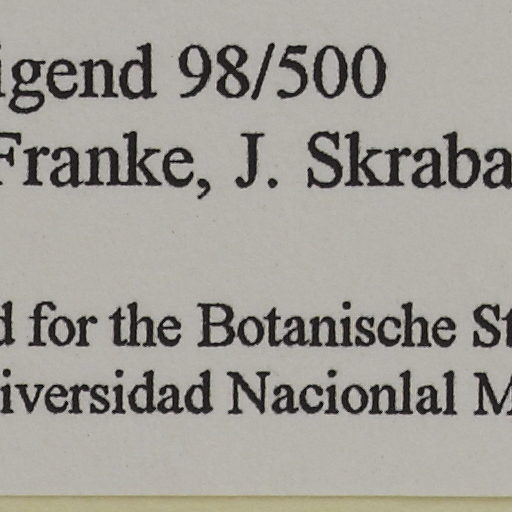 igend 98/500
Franke, J. Skraba
d for the Botanische St
iversidad Nacionlal M